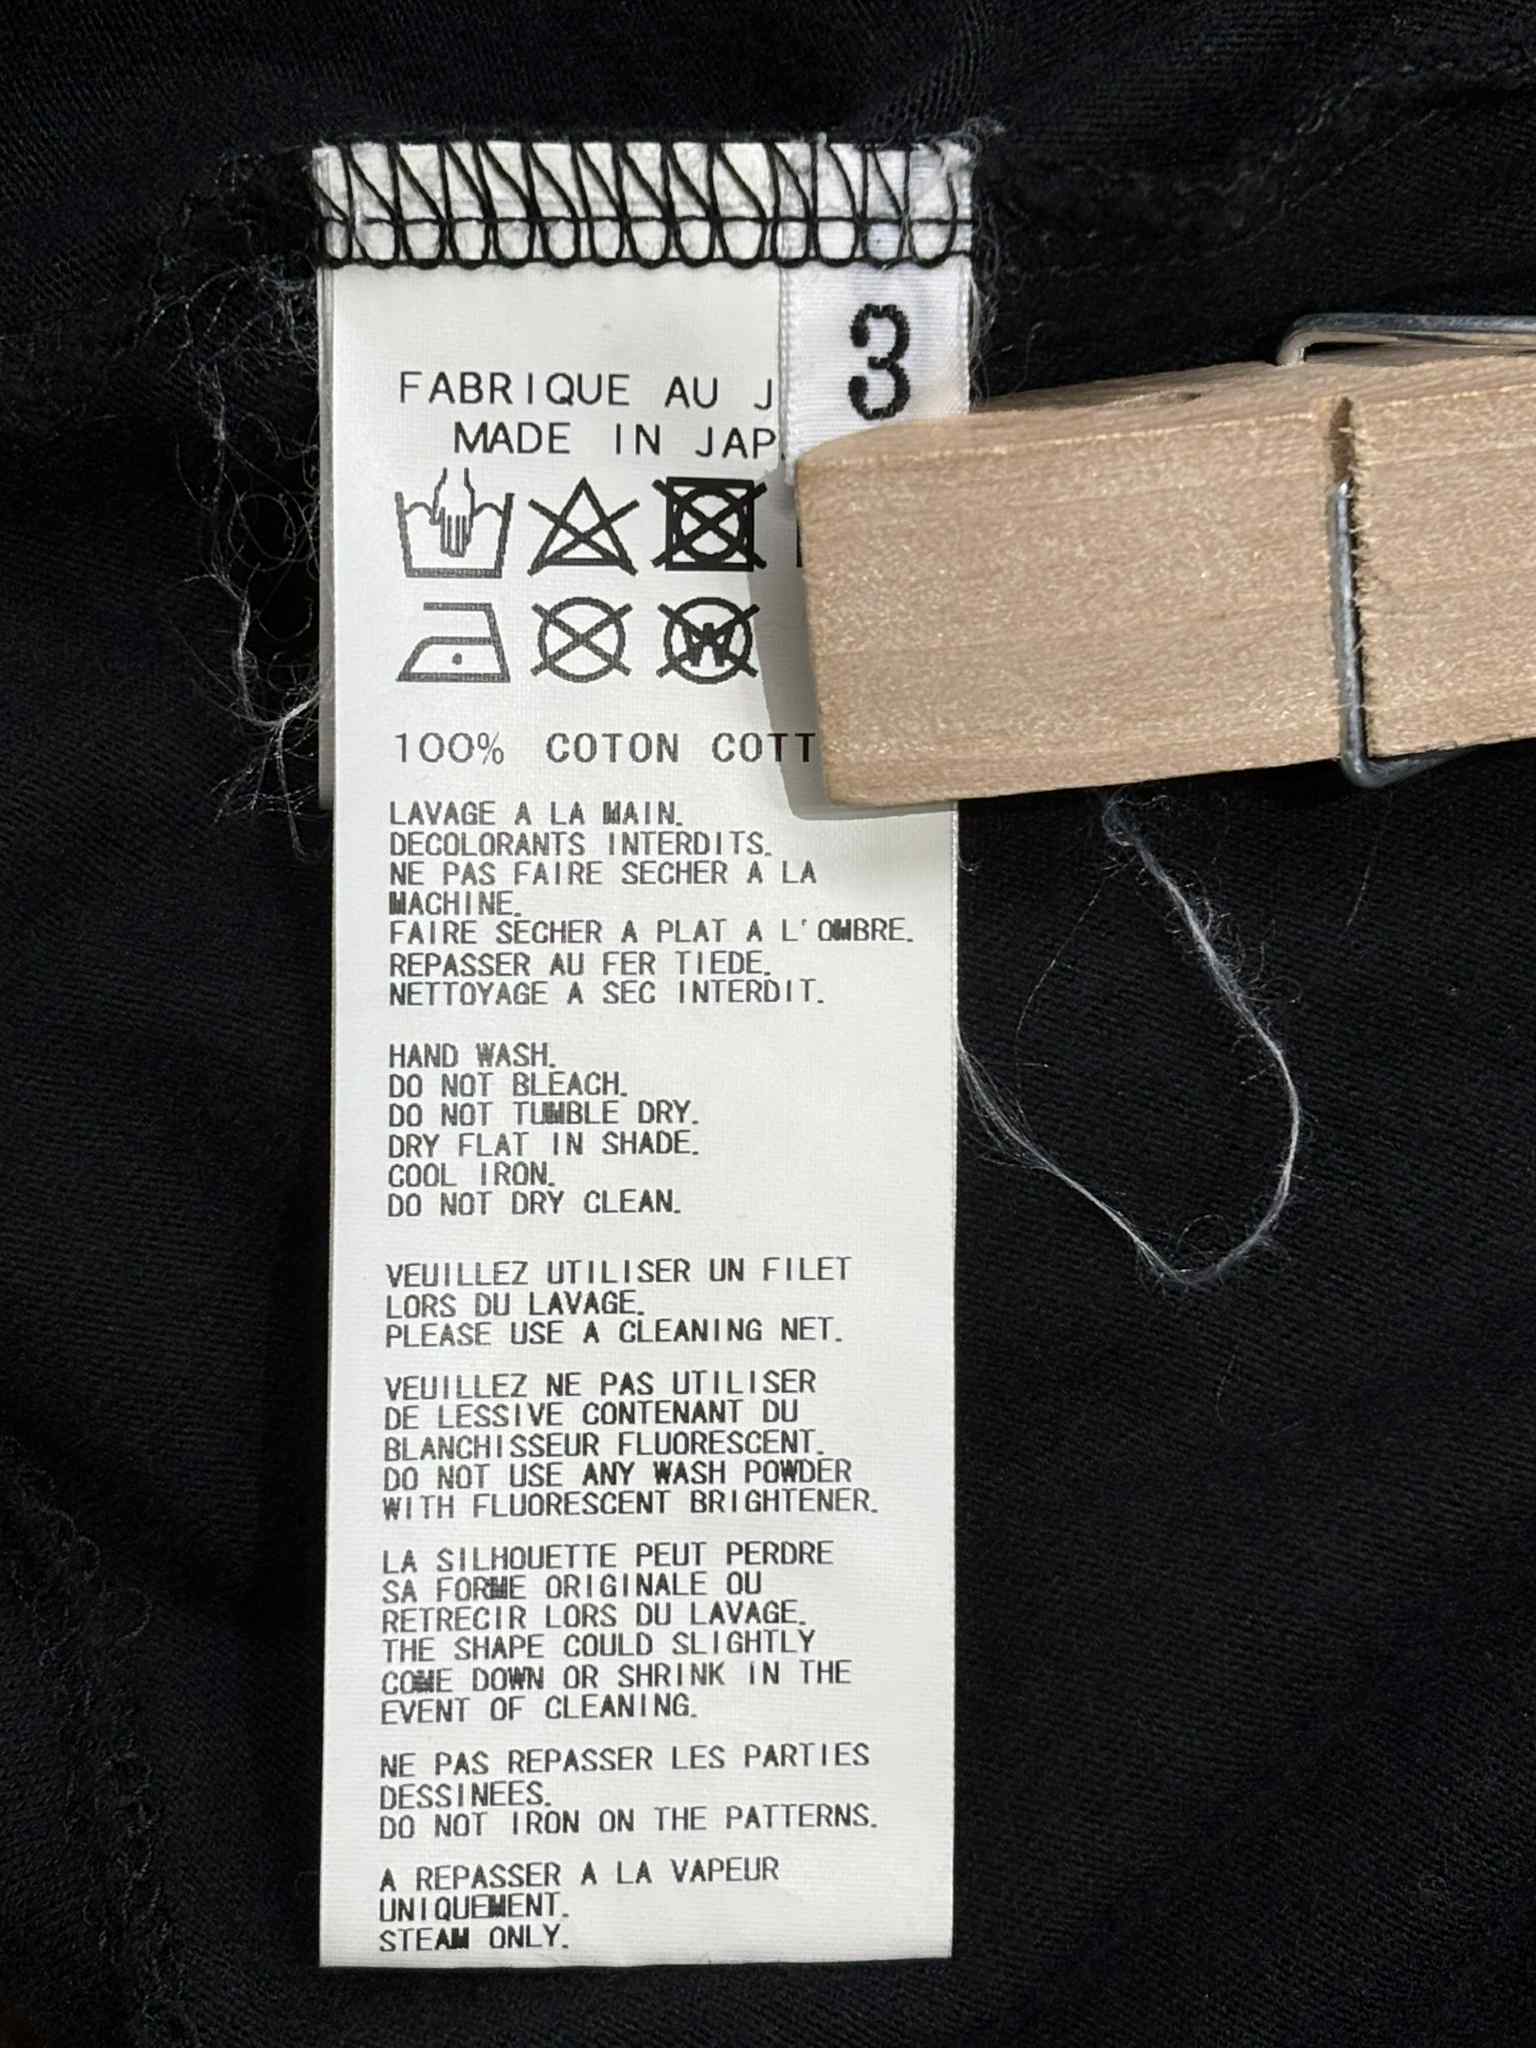 3
FABRIQUE AU
MADE IN
W
100% COTON
LAVAGE A LA MAIN.
DECOLORANTS INTERDITS.
NE PAS FAIRE SECHER A LA
MACHINE.
FAIRE SECHER A PLAT A L'OMBRE.
REPASSER AU FER TIEDE.
NETTOYAGE A SEC INTERDIT.
HAND WASH.
DO NOT BLEACH.
DO NOT TUMBLE DRY.
DRY FLAT IN SHADE.
COOL IRON.
DO NOT DRY CLEAN.
VEUILLEZ UTILISER UN FILET
LORS DU LAVAGE.
PLEASE USE A CLEANING NET.
VEUILLEZ NE PAS UTILISER
DE LESSIVE CONTENANT DU
BLANCHISSEUR FLUORESCENT.
DO NOT USE ANY WASH POWDER
WITH FLUORESCENT BRIGHTENER.
LA SILHOUETTE PEUT PERDRE
SA FORME ORIGINALE OU
RETRECIR LORS DU LAVAGE.
THE SHAPE COULD SLIGHTLY
COME DOWN OR SHRINK IN THE
EVENT OF CLEANING.
NE PAS REPASSER LES PARTIES
DESSINEES.
DO NOT IRON ON THE PATTERNS.
A REPASSER A LA VAPEUR
UNIQUEMENT.
STEAM ONLY.